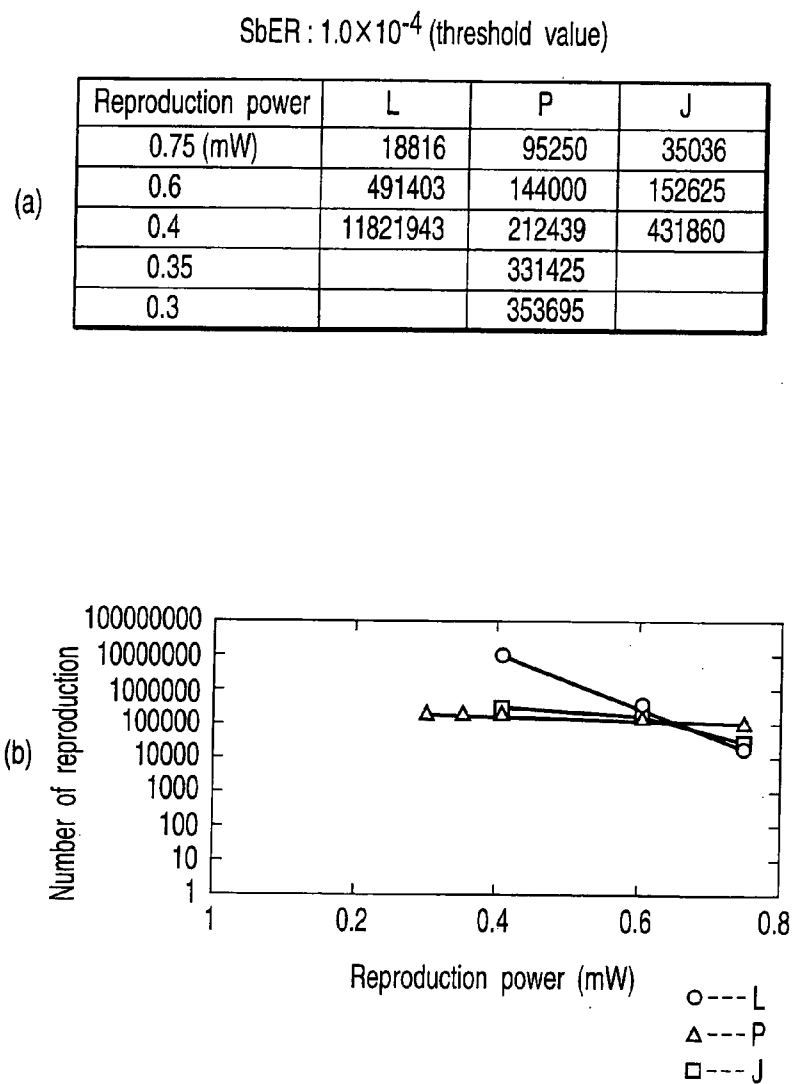 SbER : 1.0×10⁻⁴ (threshold value)
(a)
Reproduction power L P J
0.75 (mW) 18816 95250 35036
0.6 491403 144000 152625
0.4 11821943 212439 431860
0.35 331425
0.3 353695
(b)
Number of reproduction
100000000
10000000
1000000
100000
10000
1000
100
10
1
1 0.2 0.4 0.6 0.8
Reproduction power (mW)
L
P
J